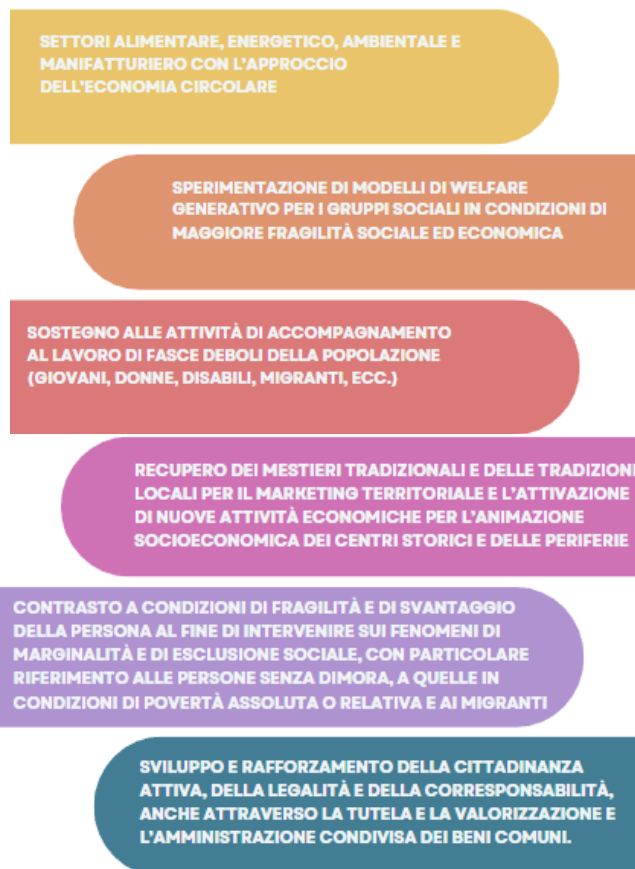 SETTORI ALIMENTARE, ENERGETICO, AMBIENTALE E
MANIFATTURIERO CON L'APPROCCIO
DELL'ECONOMIA CIRCOLARE
SPERIMENTAZIONE DI MODELLI DI WELFARE
GENERATIVO PER I GRUPPI SOCIALI IN CONDIZIONI DI
MAGGIORE FRAGILITÀ SOCIALE ED ECONOMICA
SOSTEGNO ALLE ATTIVITÀ DI ACCOMPAGNAMENTO
AL LAVORO DI FASCE DEBOLI DELLA POPOLAZIONE
(GIOVANI, DONNE, DISABILI, MIGRANTI, ECC.)
RECUPERO DEI MESTIERI TRADIZIONALI E DELLE TRADIZIONI
LOCALI PER IL MARKETING TERRITORIALE E L'ATTIVAZIONE
DI NUOVE ATTIVITÀ ECONOMICHE PER L'ANIMAZIONE
SOCIOECONOMICA DEI CENTRI STORICI E DELLE PERIFERIE
CONTRASTO A CONDIZIONI DI FRAGILITÀ E DI SVANTAGGIO
DELLA PERSONA AL FINE DI INTERVENIRE SUI FENOMENI DI
MARGINALITÀ E DI ESCLUSIONE SOCIALE, CON PARTICOLARE
RIFERIMENTO ALLE PERSONE SENZA DIMORA, A QUELLE IN
CONDIZIONI DI POVERTÀ ASSOLUTA O RELATIVA E AI MIGRANTI
SVILUPPO E RAFFORZAMENTO DELLA CITTADINANZA
ATTIVA, DELLA LEGALITÀ E DELLA CORRESPONSABILITÀ,
ANCHE ATTRAVERSO LA TUTELA E LA VALORIZZAZIONE E
L'AMMINISTRAZIONE CONDIVISA DEI BENI COMUNI.